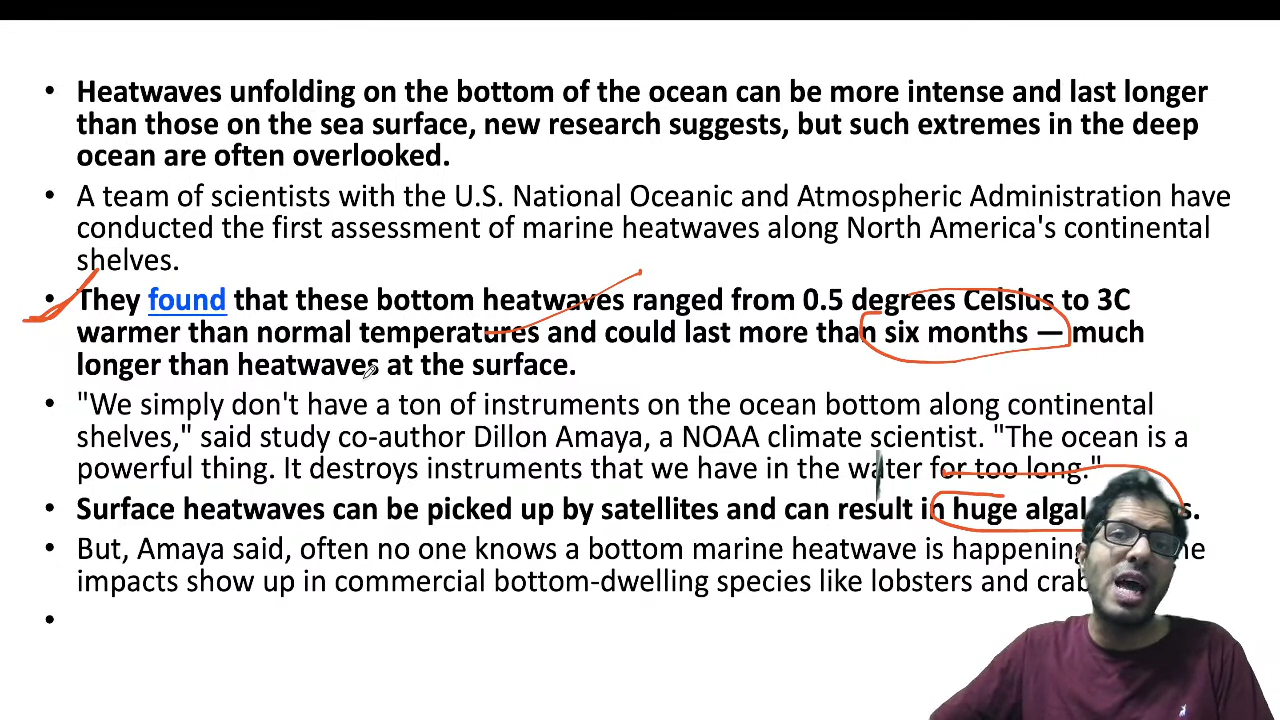 • Heatwaves unfolding on the bottom of the ocean can be more intense and last longer
than those on the sea surface, new research suggests, but such extremes in the deep
ocean are often overlooked.
• A team of scientists with the U.S. National Oceanic and Atmospheric Administration have
conducted the first assessment of marine heatwaves along North America's continental
shelves.
• They found that these bottom heatwaves ranged from 0.5 degrees Celsius to 3C
warmer than normal temperatures and could last more than six months — much
longer than heatwaves at the surface.
• "We simply don't have a ton of instruments on the ocean bottom along continental
shelves," said study co-author Dillon Amaya, a NOAA climate scientist. "The ocean is a
powerful thing. It destroys instruments that we have in the water for too long."
• Surface heatwaves can be picked up by satellites and can result in huge algal
• But, Amaya said, often no one knows a bottom marine heatwave is happening
impacts show up in commercial bottom-dwelling species like lobsters and
•